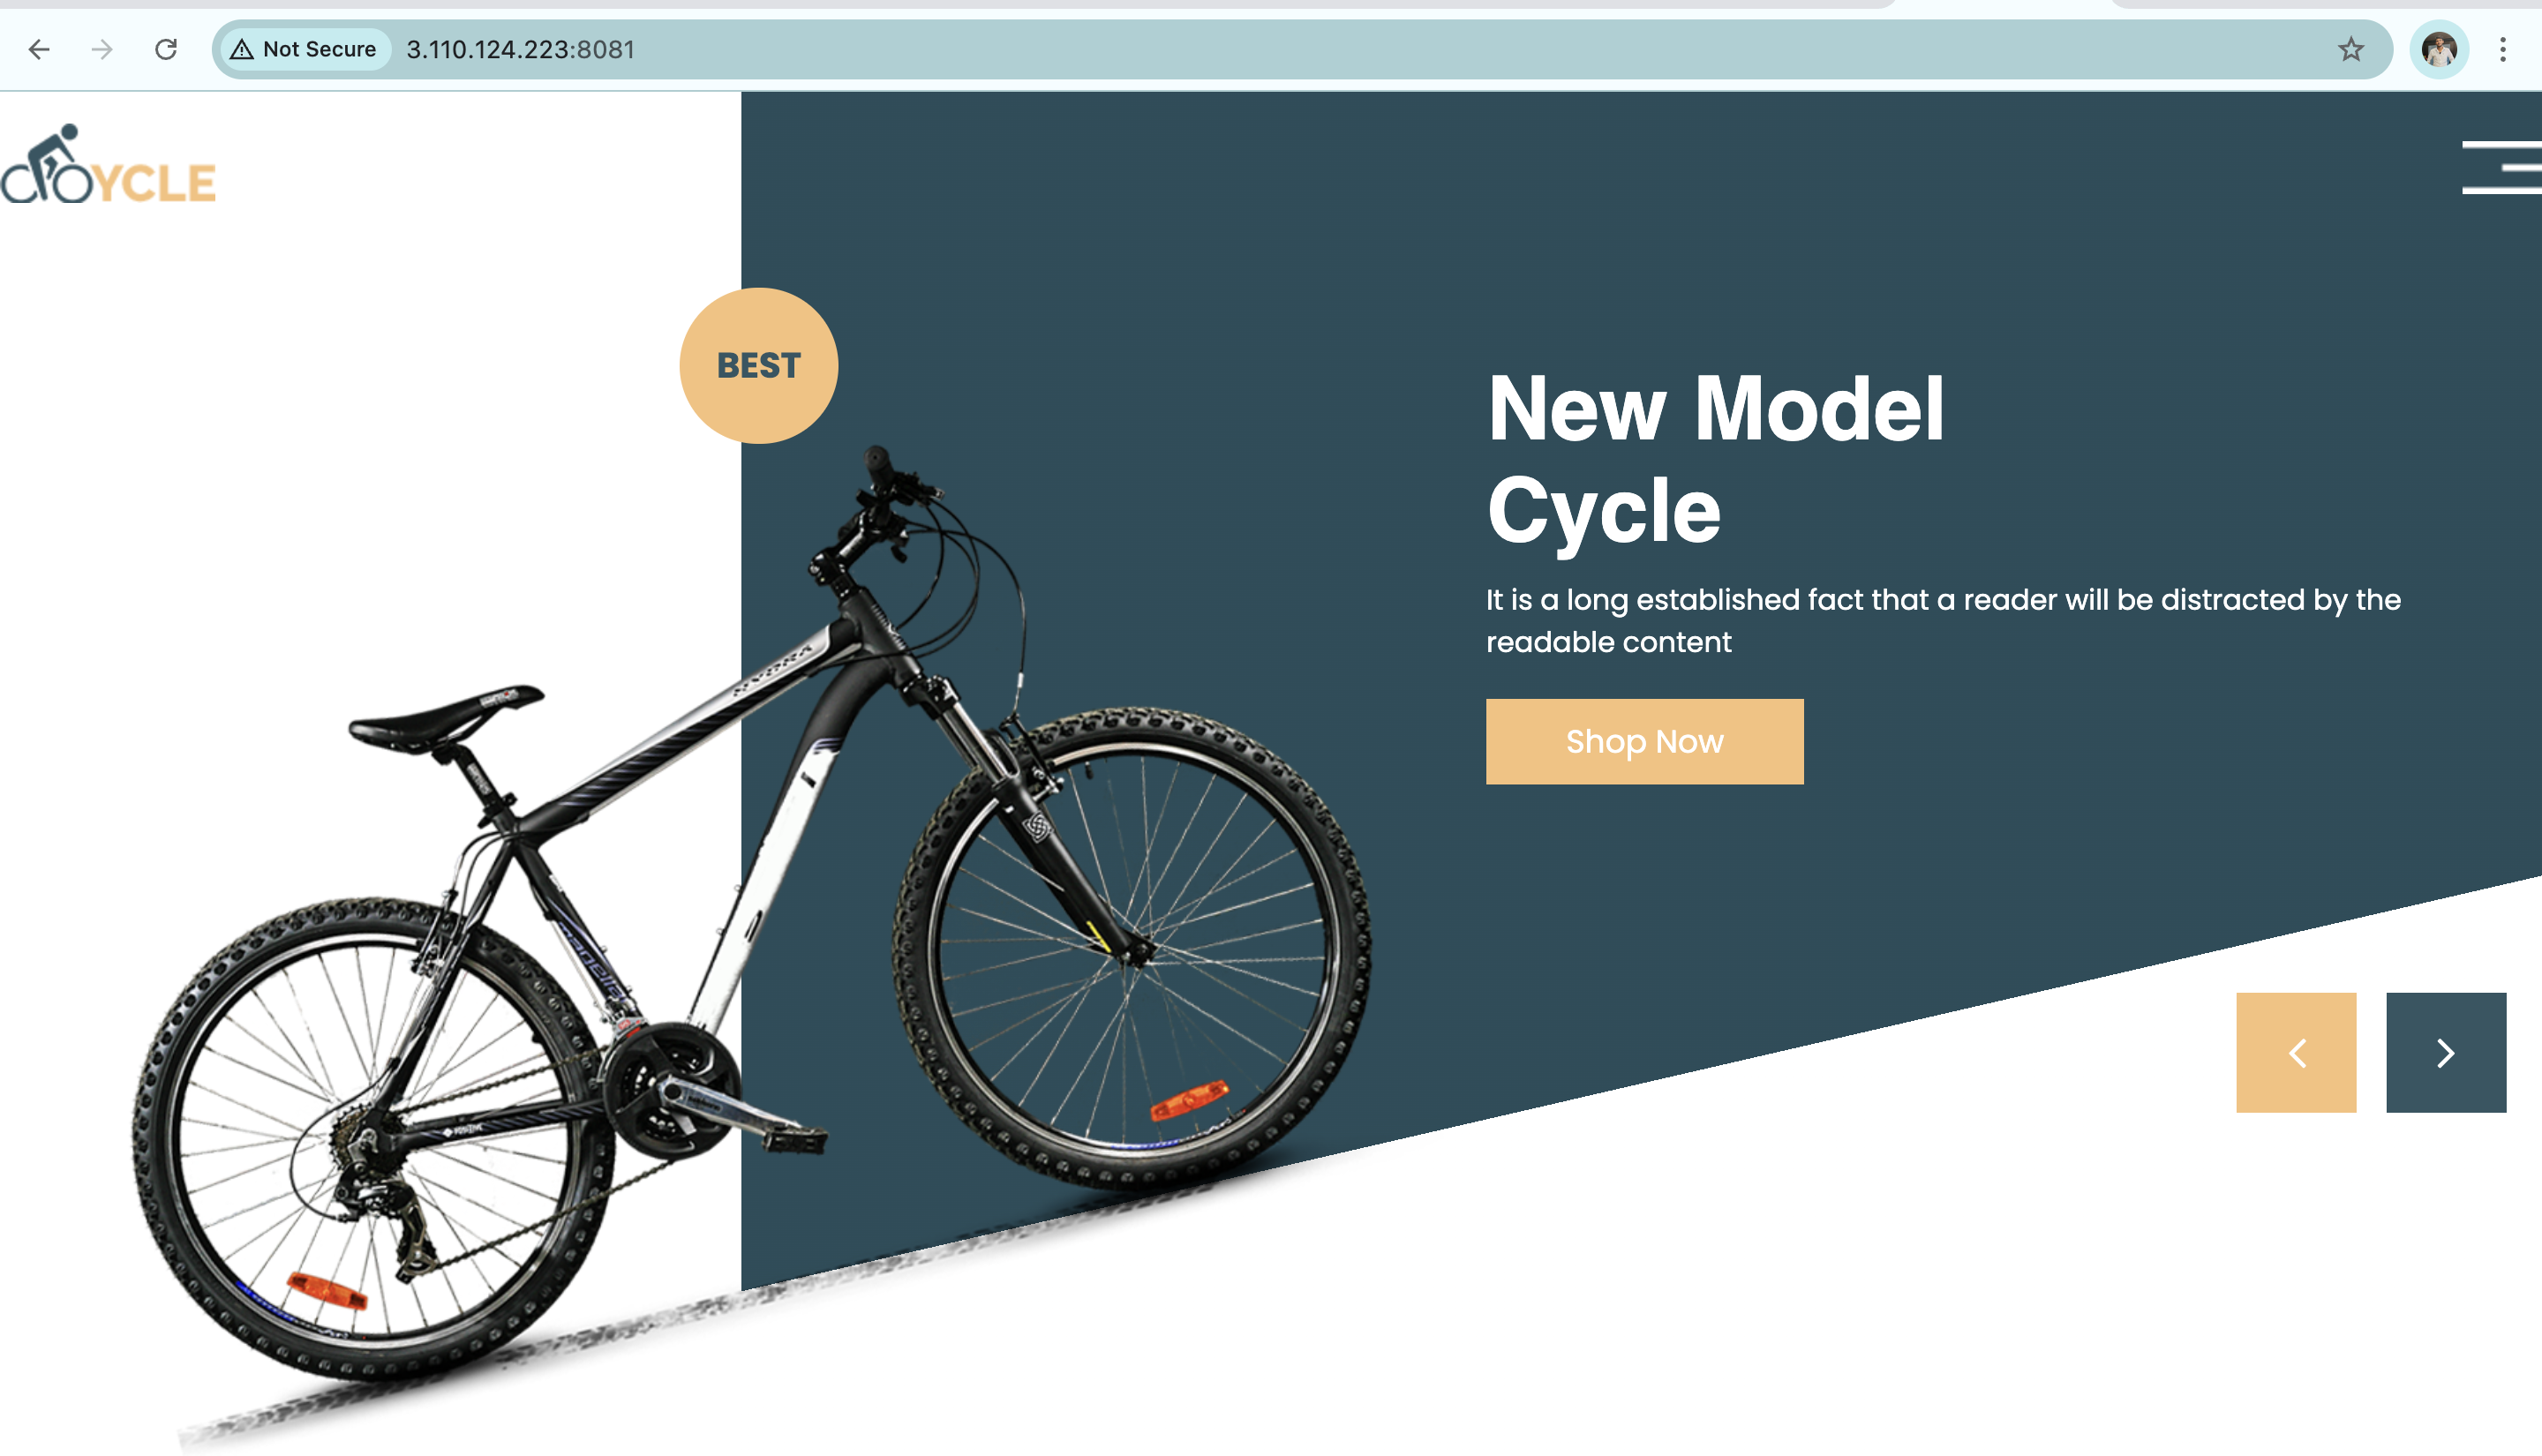 Not Secure 3.110.124.223:8081
CYCLE
BEST
New Model
Cycle
It is a long established fact that a reader will be distracted by the
readable content
Shop Now